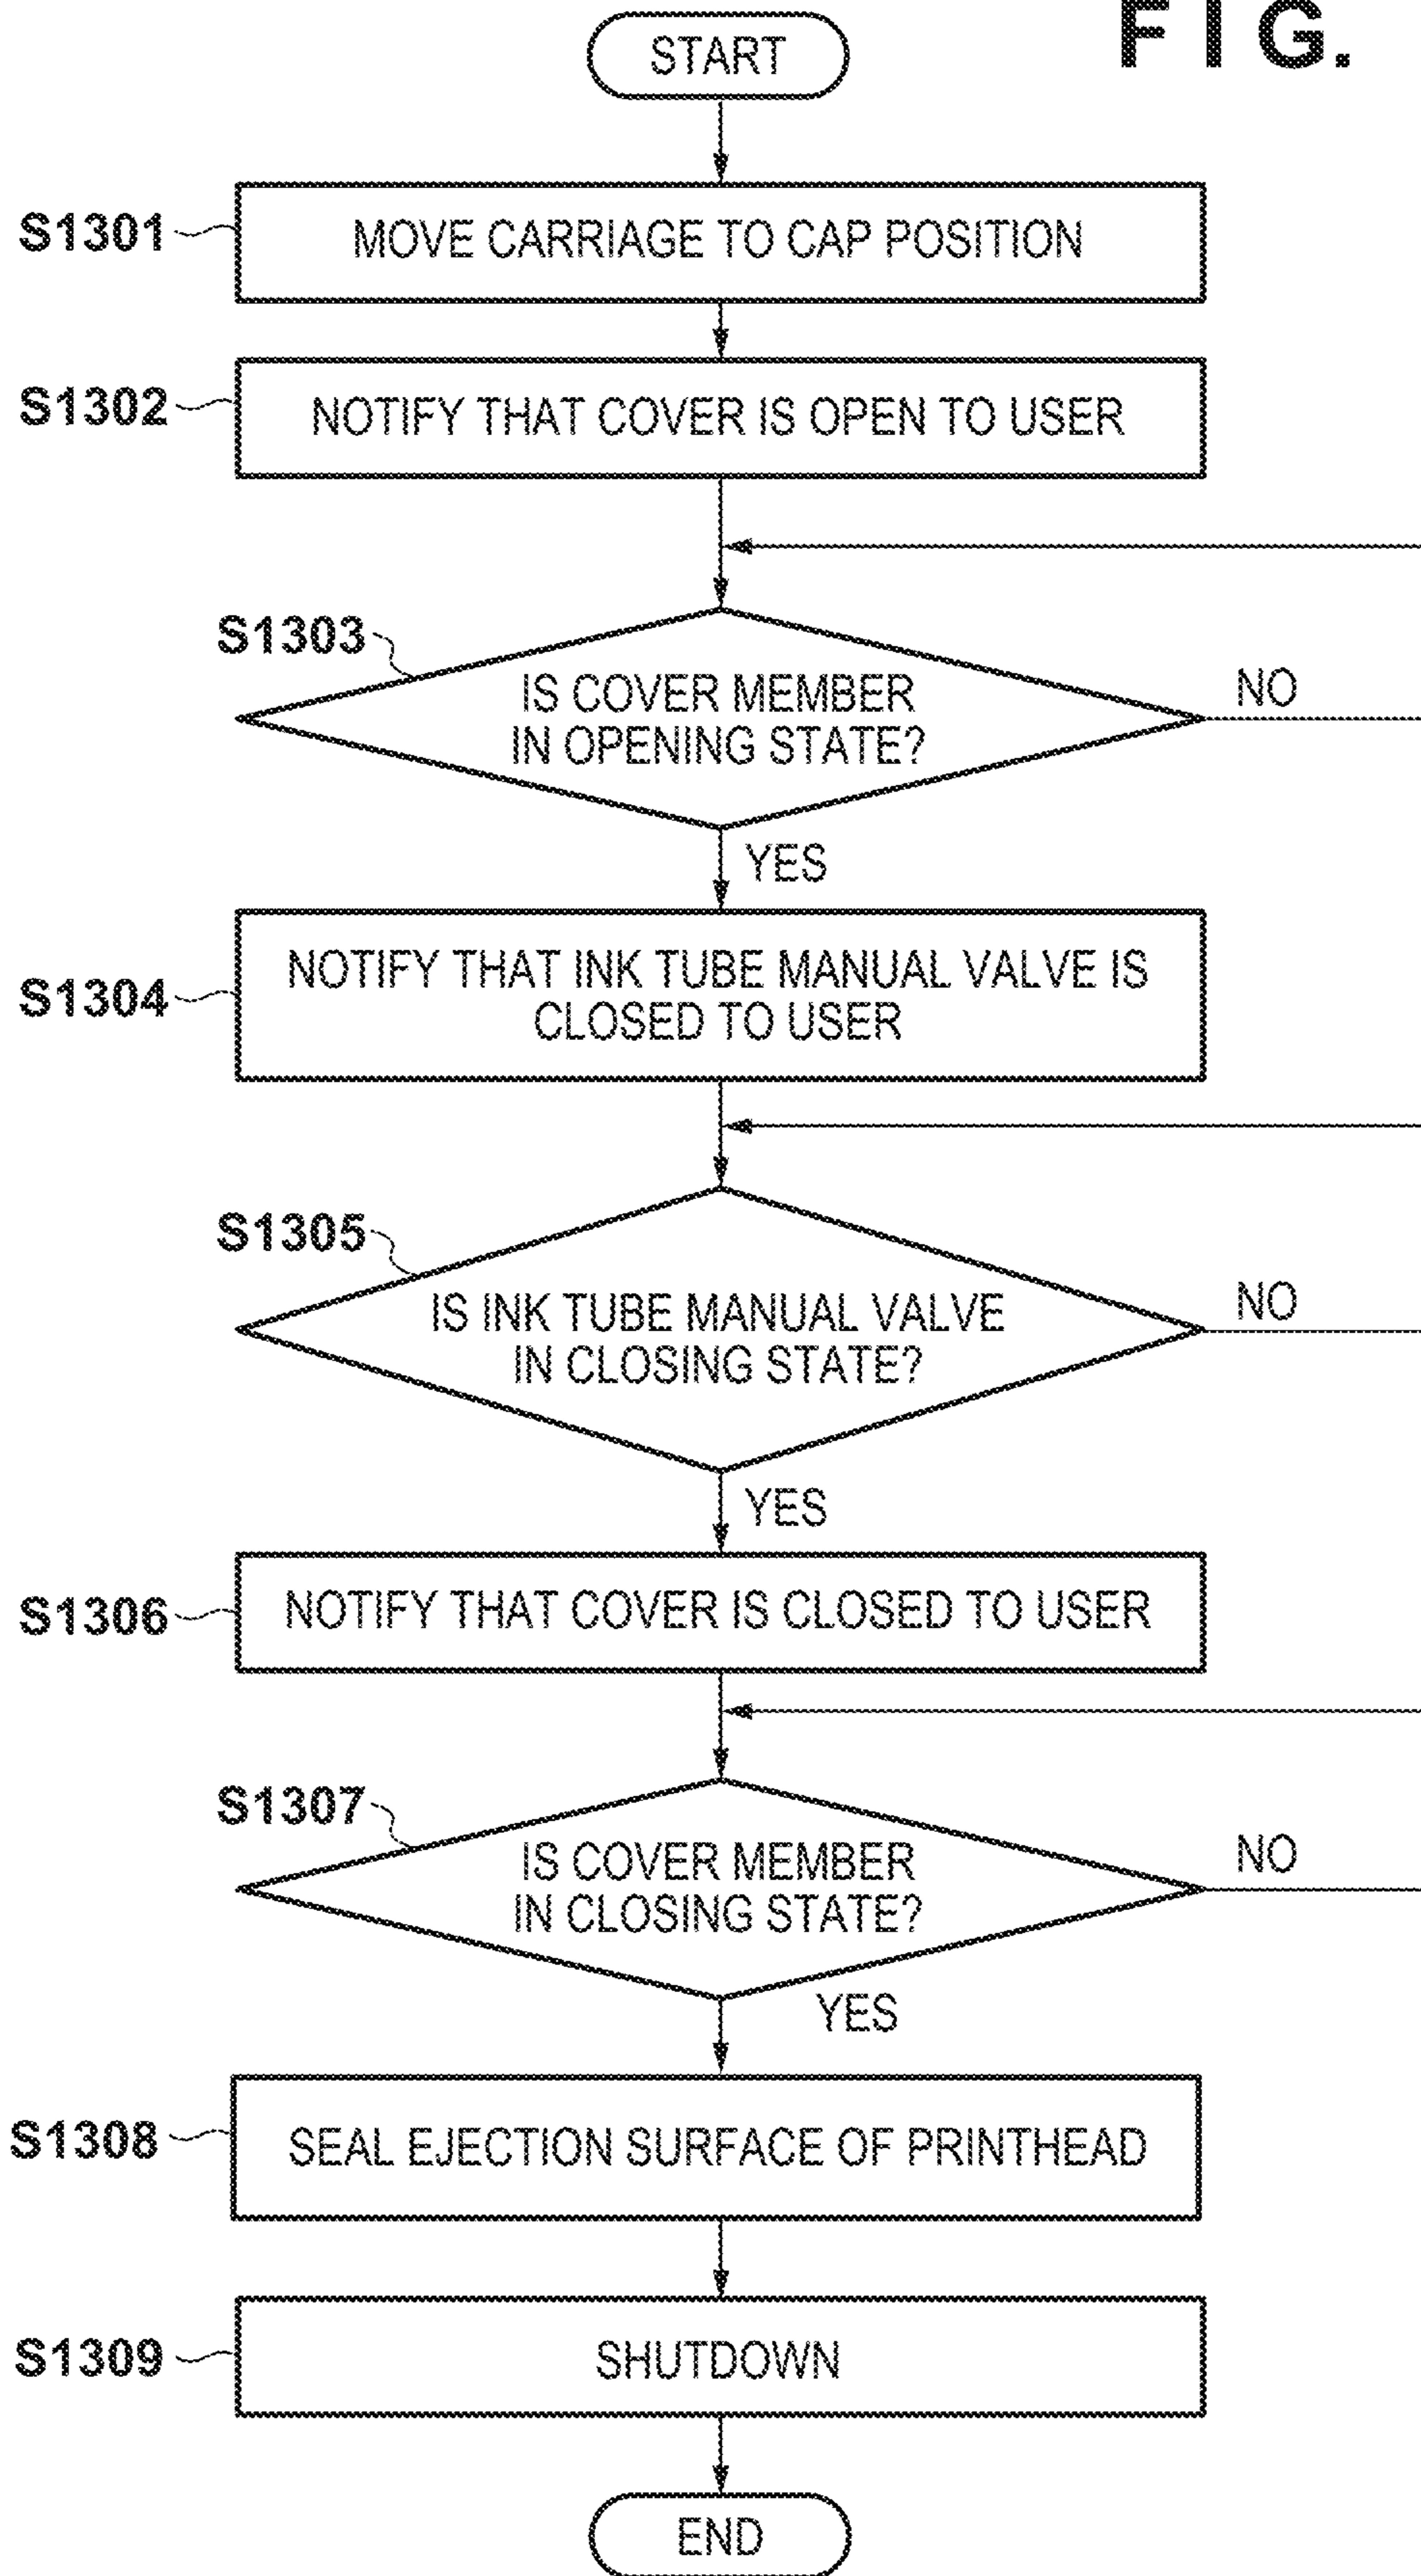 FIG.
START
S1301
MOVE CARRIAGE TO CAP POSITION
S1302
NOTIFY THAT COVER IS OPEN TO USER
S1303
IS COVER MEMBER
IN OPENING STATE?
NO
YES
S1304
NOTIFY THAT INK TUBE MANUAL VALVE IS
CLOSED TO USER
S1305
IS INK TUBE MANUAL VALVE
IN CLOSING STATE?
NO
YES
S1306
NOTIFY THAT COVER IS CLOSED TO USER
S1307
IS COVER MEMBER
IN CLOSING STATE?
NO
YES
S1308
SEAL EJECTION SURFACE OF PRINTHEAD
S1309
SHUTDOWN
END